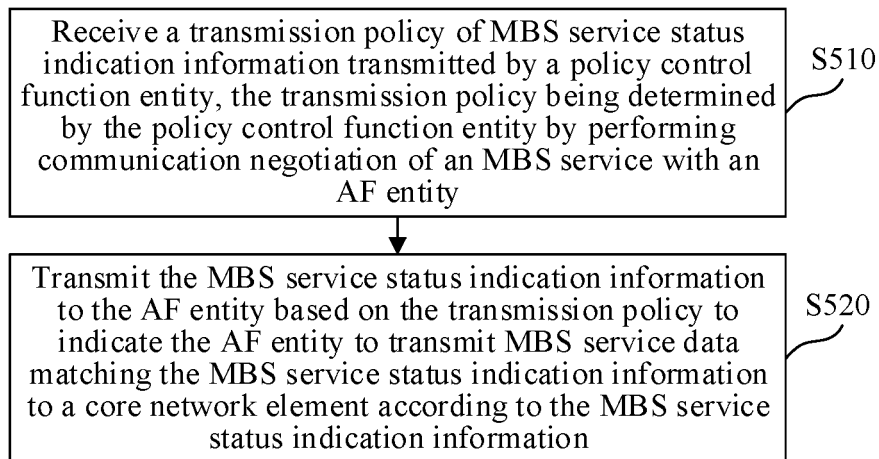 Receive a transmission policy of MBS service status
indication information transmitted by a policy control
function entity, the transmission policy being determined
by the policy control function entity by performing
communication negotiation of an MBS service with an
AF entity
S510
Transmit the MBS service status indication information
to the AF entity based on the transmission policy to
indicate the AF entity to transmit MBS service data
matching the MBS service status indication information
to a core network element according to the MBS service
status indication information
S520